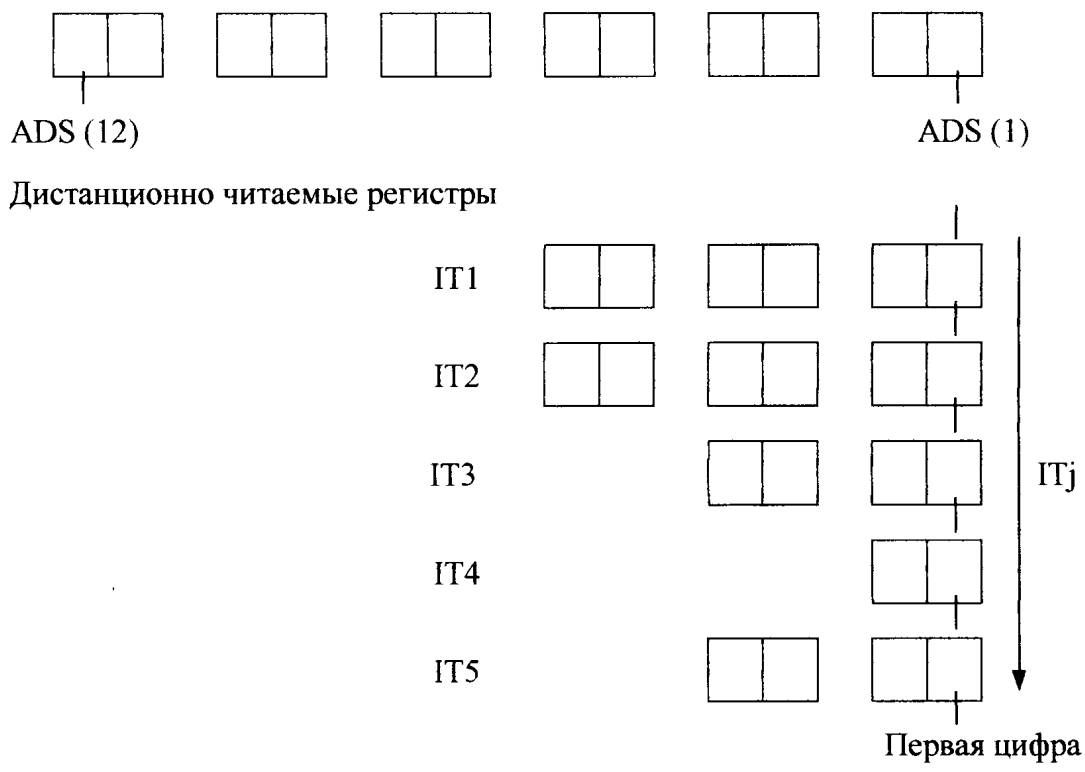 ADS (12) ADS (1)
Дистанционно читаемые регистры
IT1
IT2
IT3 ITj
IT4
IT5
Первая цифра